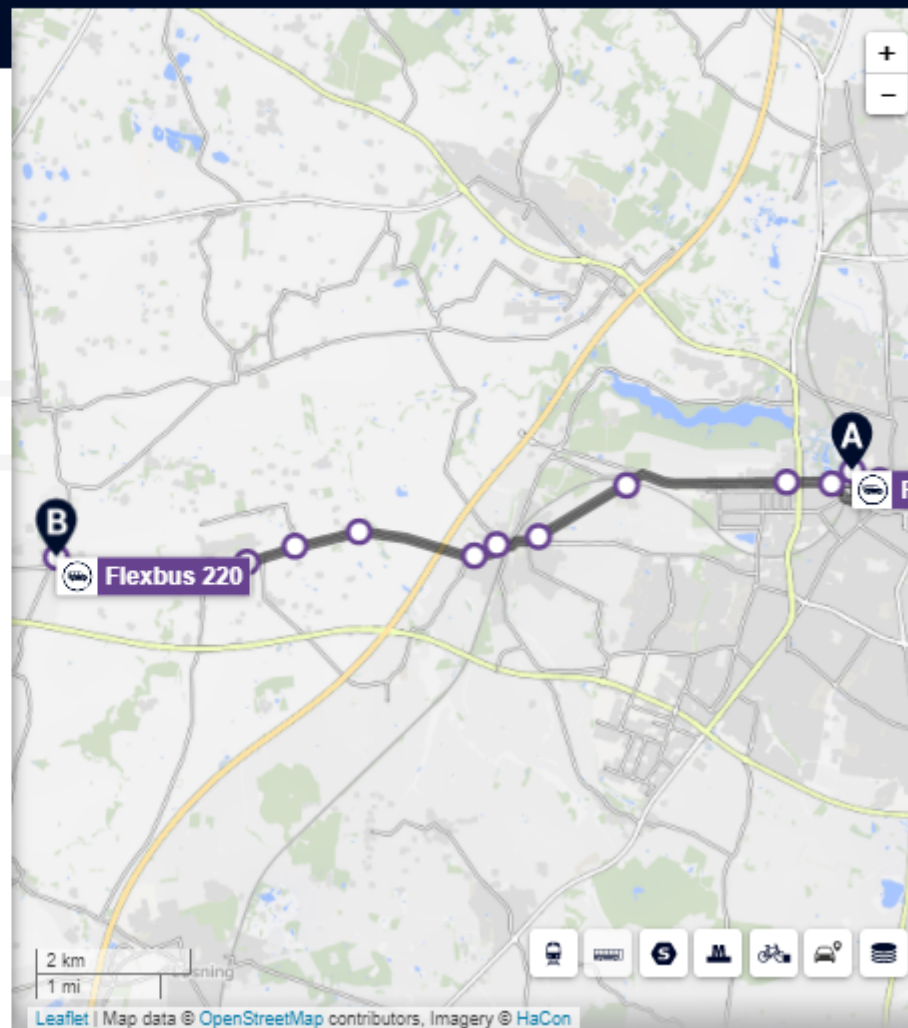 +
−
A
F
B
Flexbus 220
S
2 km
1 mi
Leaflet | Map data © OpenStreetMap contributors, Imagery © HaCon